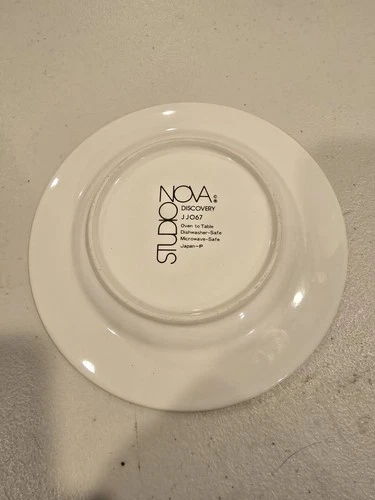 STUDIO
NOVA ©®
DISCOVERY
JJ067
Oven to Table
Dishwasher-Safe
Microwave-Safe
Japan-P